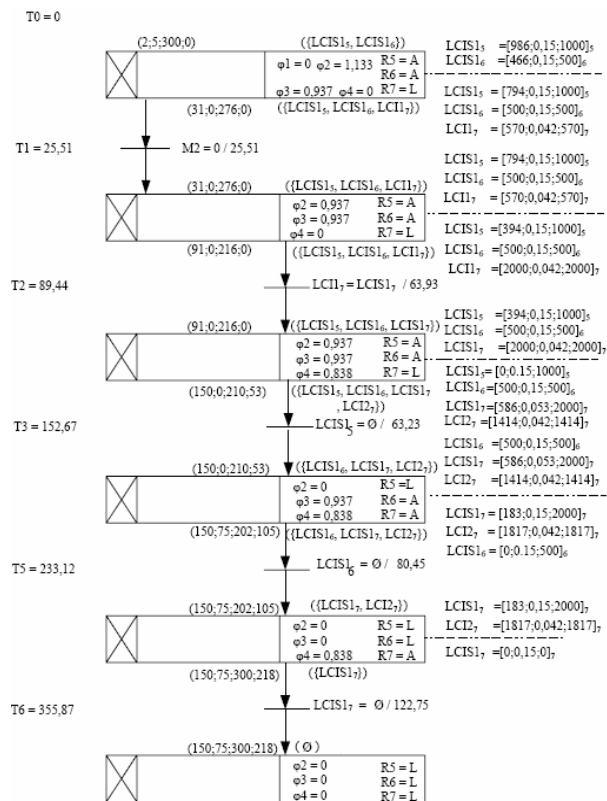 T0 = 0
(2;5;300;0)
({LCIS1₅, LCIS1₆})
φ1 = 0 φ2 = 1,133
R5 = A
R6 = A
φ3 = 0,937 φ4 = 0
R7 = L
(31;0;276;0)
({LCIS1₅, LCIS1₆, LCI1₇})
LCIS1₅ =[986;0,15;1000]₅
LCIS1₆ =[466;0,15;500]₆
LCIS1₅ =[794;0,15;1000]₅
LCIS1₆ =[500;0,15;500]₆
LCI1₇ =[570;0,042;570]₇
T1 = 25,51
M2 = 0 / 25,51
LCIS1₅ =[794;0,15;1000]₅
LCIS1₆ =[500;0,15;500]₆
LCI1₇ =[570;0,042;570]₇
(31;0;276;0)
({LCIS1₅, LCIS1₆, LCI1₇})
φ2 = 0,937
R5 = A
φ3 = 0,937
R6 = A
φ4 = 0
R7 = L
(91;0;216;0)
({LCIS1₅, LCIS1₆, LCI1₇})
LCIS1₅ =[394;0,15;1000]₅
LCIS1₆ =[500;0,15;500]₆
LCI1₇ =[2000;0,042;2000]₇
T2 = 89,44
LCI1₇ = LCIS1₇ / 63,93
(91;0;216;0)
({LCIS1₅, LCIS1₆, LCIS1₇})
φ2 = 0,937
R5 = A
φ3 = 0,937
R6 = A
φ4 = 0,838
R7 = L
LCIS1₅ =[394;0,15;1000]₅
LCIS1₆ =[500;0,15;500]₆
LCIS1₇ =[2000;0,042;2000]₇
(150;0;210;53)
({LCIS1₅, LCIS1₆, LCIS1₇
, LCI2₇})
LCIS1₅= [0;0.15;1000]₅
LCIS1₆=[500;0,15;500]₆
LCIS1₇=[586;0,053;2000]₇
LCI2₇ =[1414;0,042;1414]₇
T3 = 152,67
LCIS1₅ = Ø / 63,23
LCIS1₆ =[500;0,15;500]₆
LCIS1₇ =[586;0,053;2000]₇
LCI2₇ =[1414;0,042;1414]₇
(150;0;210;53)
({LCIS1₆, LCIS1₇, LCI2₇})
φ2 = 0
R5 =L
φ3 = 0,937
R6 = A
φ4 = 0,838
R7 = A
(150;75;202;105)
({LCIS1₆, LCIS1₇, LCI2₇})
LCIS1₇ =[183;0,15;2000]₇
LCI2₇ =[1817;0,042;1817]₇
LCIS1₆ = [0;0.15;500]₆
T5 = 233,12
LCIS1₆ = Ø / 80,45
(150;75;202;105)
({LCIS1₇, LCI2₇})
φ2 = 0
R5 = L
φ3 = 0
R6 = L
φ4 = 0,838
R7 = A
LCIS1₇ =[183;0,15;2000]₇
LCI2₇ =[1817;0,042;1817]₇
LCIS1₇ =[0;0,15;0]₇
(150;75;300;218)
({LCIS1₇})
T6 = 355,87
LCIS1₇ = Ø / 122,75
(150;75;300;218)
(Ø)
φ2 = 0
R5 = L
φ3 = 0
R6 = L
φ4 = 0
R7 = L